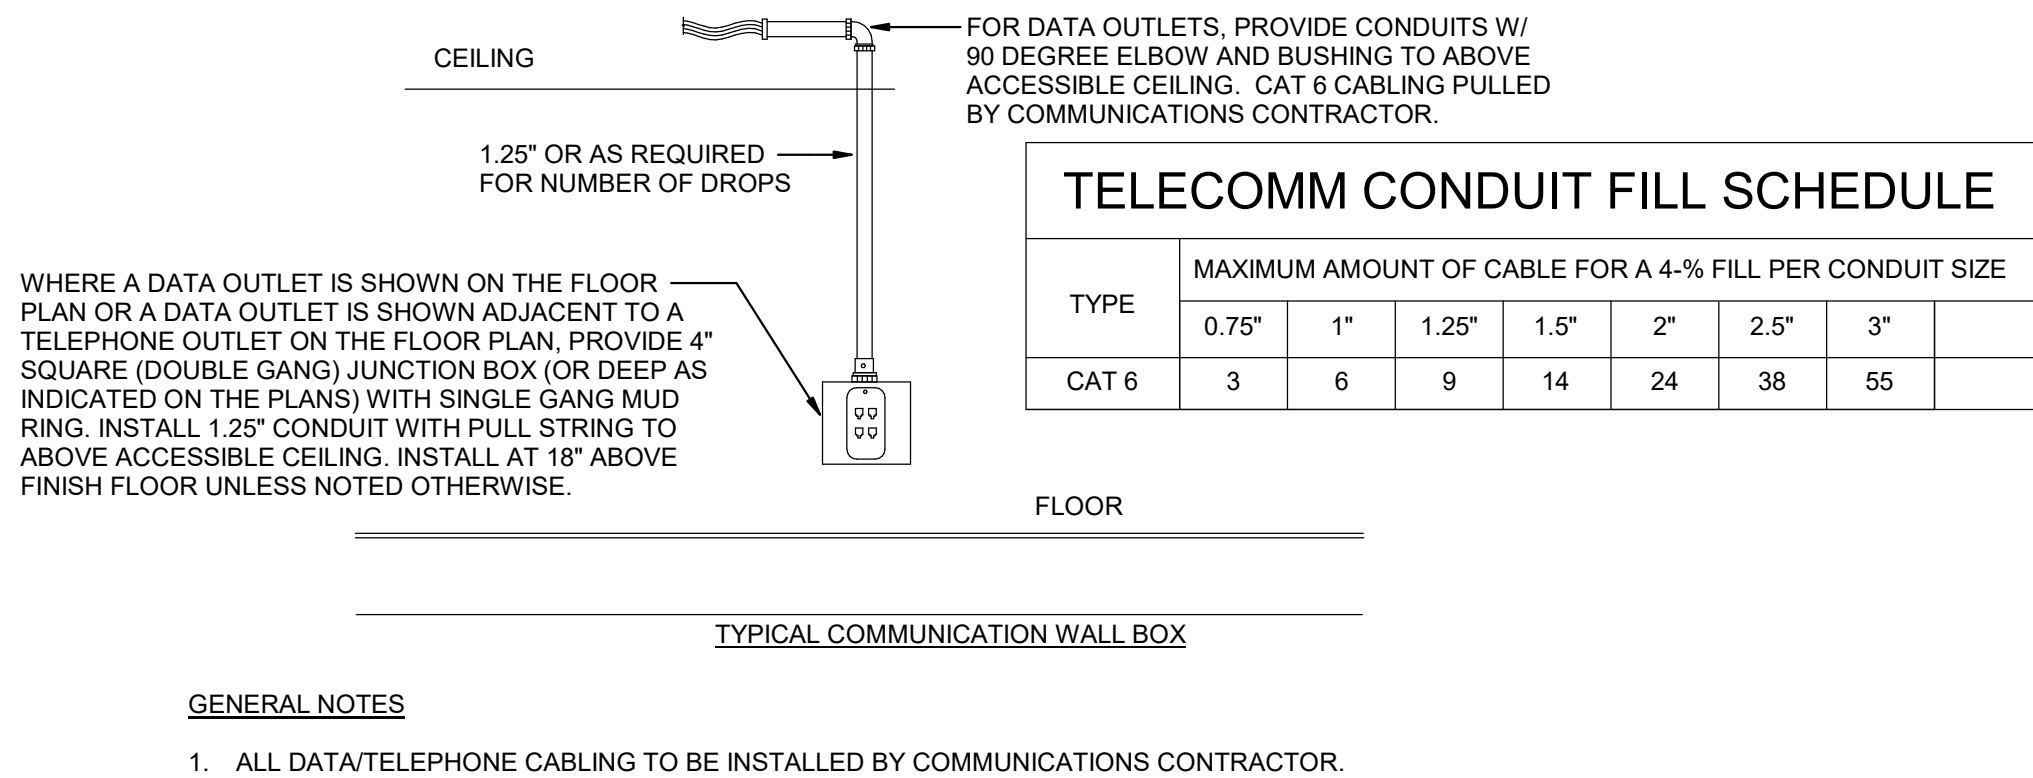 CEILING
FOR DATA OUTLETS, PROVIDE CONDUITS W/
90 DEGREE ELBOW AND BUSHING TO ABOVE
ACCESSIBLE CEILING. CAT 6 CABLING PULLED
BY COMMUNICATIONS CONTRACTOR.
1.25" OR AS REQUIRED
FOR NUMBER OF DROPS
TELECOMM CONDUIT FILL SCHEDULE
TYPE
MAXIMUM AMOUNT OF CABLE FOR A 4-% FILL PER CONDUIT SIZE
0.75" 1" 1.25" 1.5" 2" 2.5" 3"
CAT 6 3 6 9 14 24 38 55
WHERE A DATA OUTLET IS SHOWN ON THE FLOOR
PLAN OR A DATA OUTLET IS SHOWN ADJACENT TO A
TELEPHONE OUTLET ON THE FLOOR PLAN, PROVIDE 4"
SQUARE (DOUBLE GANG) JUNCTION BOX (OR DEEP AS
INDICATED ON THE PLANS) WITH SINGLE GANG MUD
RING. INSTALL 1.25" CONDUIT WITH PULL STRING TO
ABOVE ACCESSIBLE CEILING. INSTALL AT 18" ABOVE
FINISH FLOOR UNLESS NOTED OTHERWISE.
FLOOR
TYPICAL COMMUNICATION WALL BOX
GENERAL NOTES
1. ALL DATA/TELEPHONE CABLING TO BE INSTALLED BY COMMUNICATIONS CONTRACTOR.